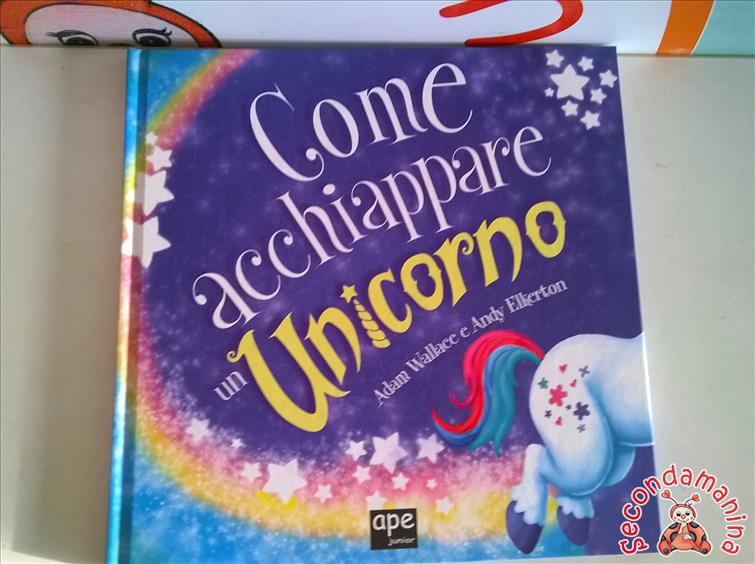 Come
acchiappare
un Unicorno
Adam Wallace e Andy Elkerton
ape
junior
secondamanina